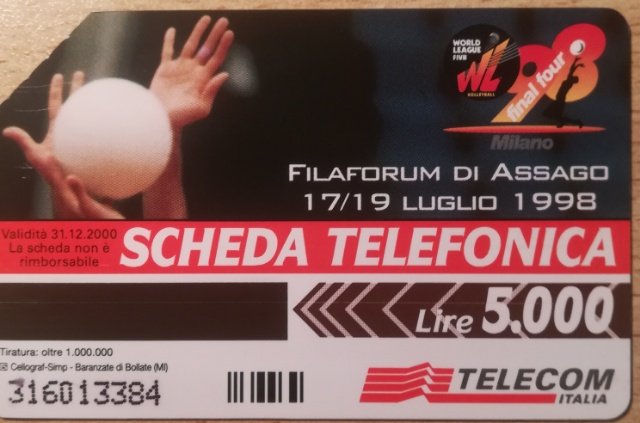 WORLD
LEAGUE
FIVB
WL
VOLLEYBALL
98
final four
Milano
FILAFORUM DI ASSAGO
17/19 LUGLIO 1998
Validità 31.12.2000
La scheda non è
rimborsabile
SCHEDA TELEFONICA
Lire 5.000
Tiratura: oltre 1.000.000
Cellograf-Simp - Baranzate di Bollate (MI)
316013384
TELECOM
ITALIA